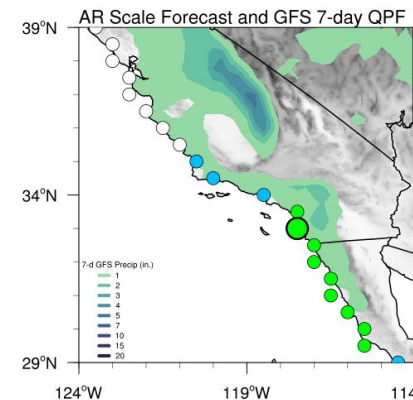 AR Scale Forecast and GFS 7-day QPF
39°N
34°N
7-d GFS Precip (in.)
1
2
3
4
5
7
10
15
20
29°N
124°W
119°W
114